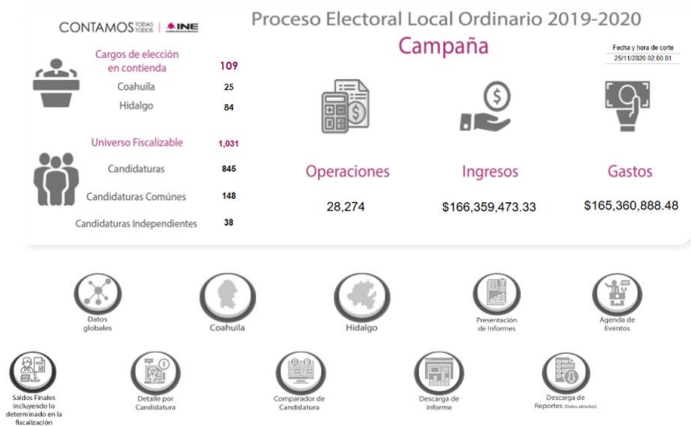 CONTAMOS TODAS TODOS | INE
Proceso Electoral Local Ordinario 2019-2020
Campaña
Fecha y hora de corte
25/11/2020 02:00:01
Cargos de elección
en contienda 109
Coahuila 25
Hidalgo 84
Universo Fiscalizable 1,031
Candidaturas 845
Candidaturas Comúnes 148
Candidaturas Independientes 38
Operaciones Ingresos Gastos
28,274 $166,359,473.33 $165,360,888.48
Datos
globales
Coahuila
Hidalgo
Presentación
de Informes
Agenda de
Eventos
Saldos Finales
incluyendo lo
determinado en la
fiscalización
Detalle por
Candidatura
Comparador de
Candidatura
Descarga de
Informe
Descarga de
Reportes (Datos abiertos)